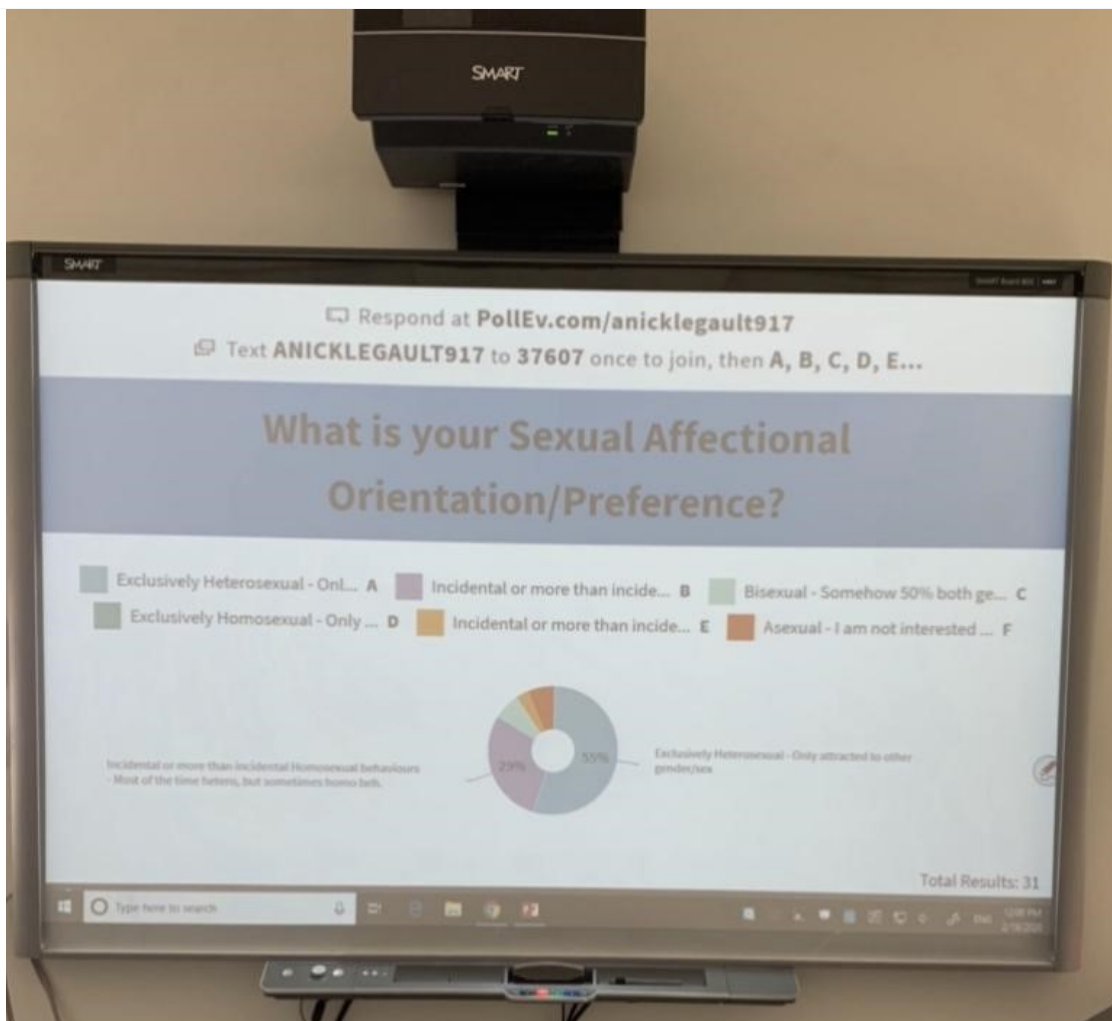 SMART
SMART
Respond at PollEv.com/anicklegault917
Text ANICKLEGAULT917 to 37607 once to join, then A, B, C, D, E...
What is your Sexual Affectional
Orientation/Preference?
Exclusively Heterosexual - Onl... A Incidental or more than incide... B Bisexual - Somehow 50% both ge... C
Exclusively Homosexual - Only ... D Incidental or more than incide... E Asexual - I am not interested ... F
Incidental or more than incidental Homosexual behaviours
- Most of the time hetero, but sometimes homo beh.
29%
55%
Exclusively Heterosexual - Only attracted to other
gender/sex
Total Results: 31
Type here to search
ENG
12:08 PM